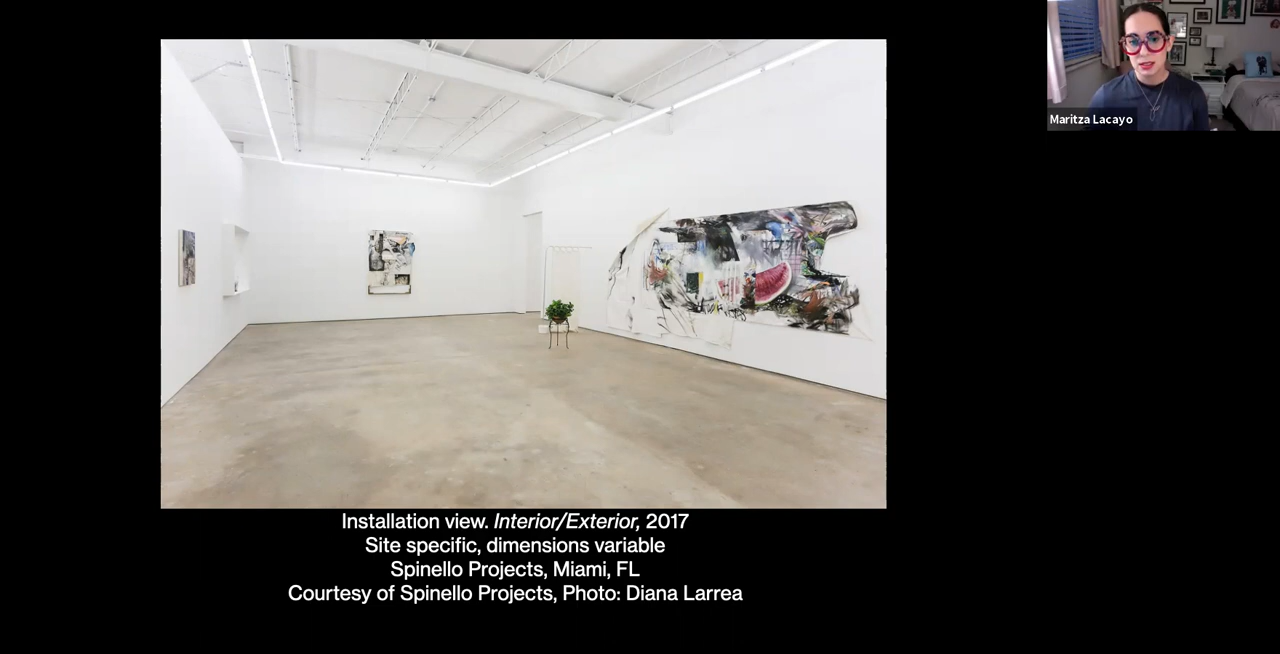 Maritza Lacayo
Installation view. Interior/Exterior, 2017
Site specific, dimensions variable
Spinello Projects, Miami, FL
Courtesy of Spinello Projects, Photo: Diana Larrea